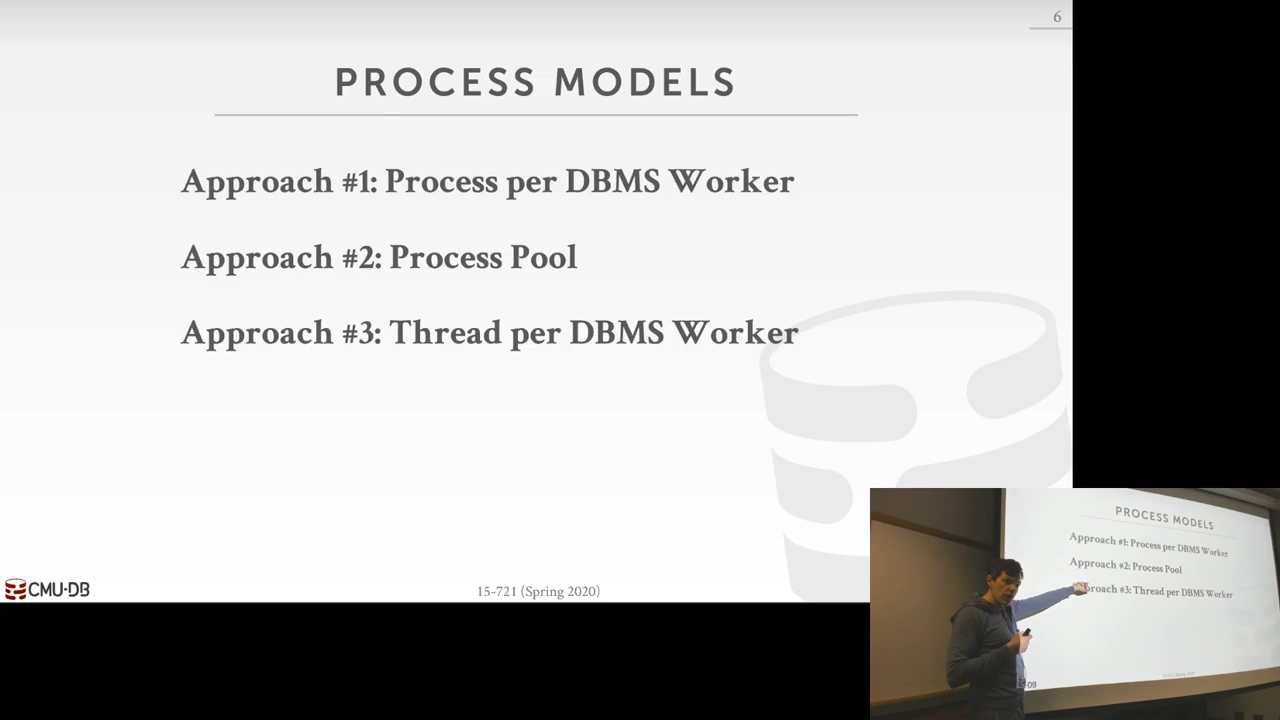 6
PROCESS MODELS
Approach #1: Process per DBMS Worker
Approach #2: Process Pool
Approach #3: Thread per DBMS Worker
CMU·DB
15-721 (Spring 2020)
PROCESS MODELS
Approach #1: Process per DBMS Worker
Approach #2: Process Pool
proach #3: Thread per DBMS Worker